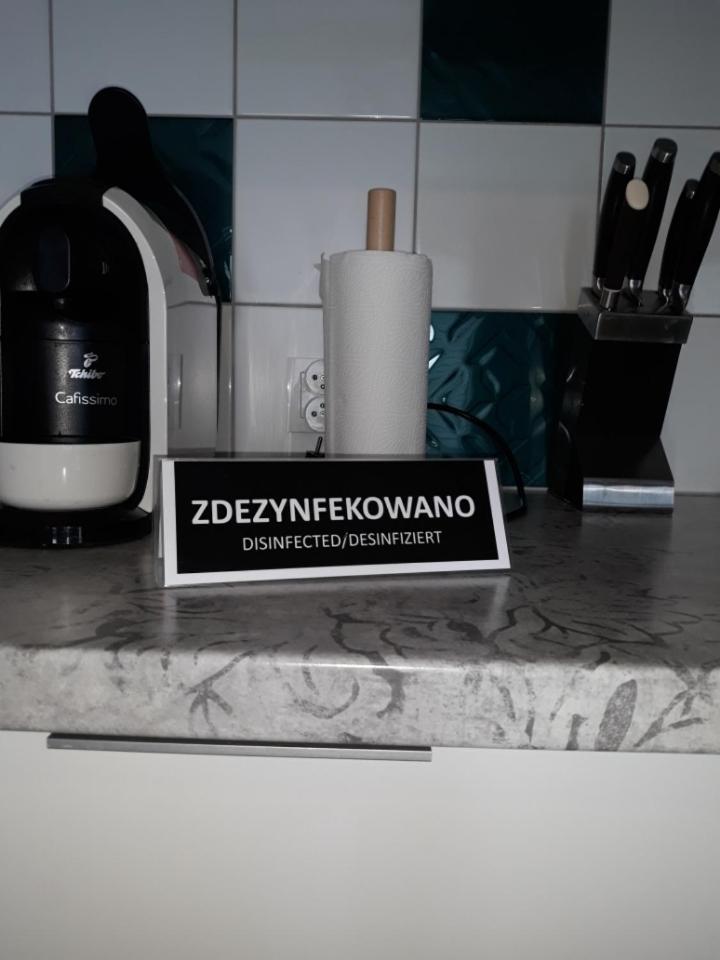 Tchibo
Cafissimo
ZDEZYNFEKOWANO
DISINFECTED/DESINFIZIERT